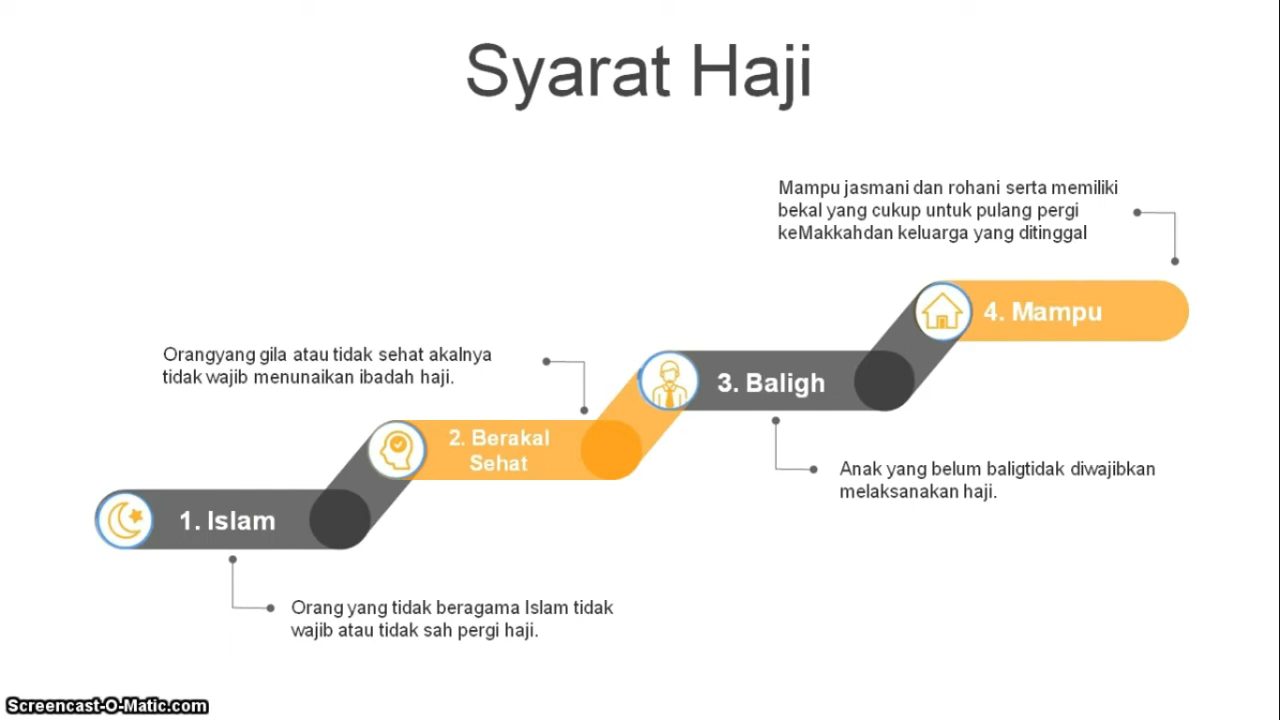 Syarat Haji
Mampu jasmani dan rohani serta memiliki
bekal yang cukup untuk pulang pergi
keMakkahdan keluarga yang ditinggal
4. Mampu
Orangyang gila atau tidak sehat akalnya
tidak wajib menunaikan ibadah haji.
3. Baligh
2. Berakal
Sehat
Anak yang belum baligtidak diwajibkan
melaksanakan haji.
1. Islam
Orang yang tidak beragama Islam tidak
wajib atau tidak sah pergi haji.
Screencast-O-Matic.com